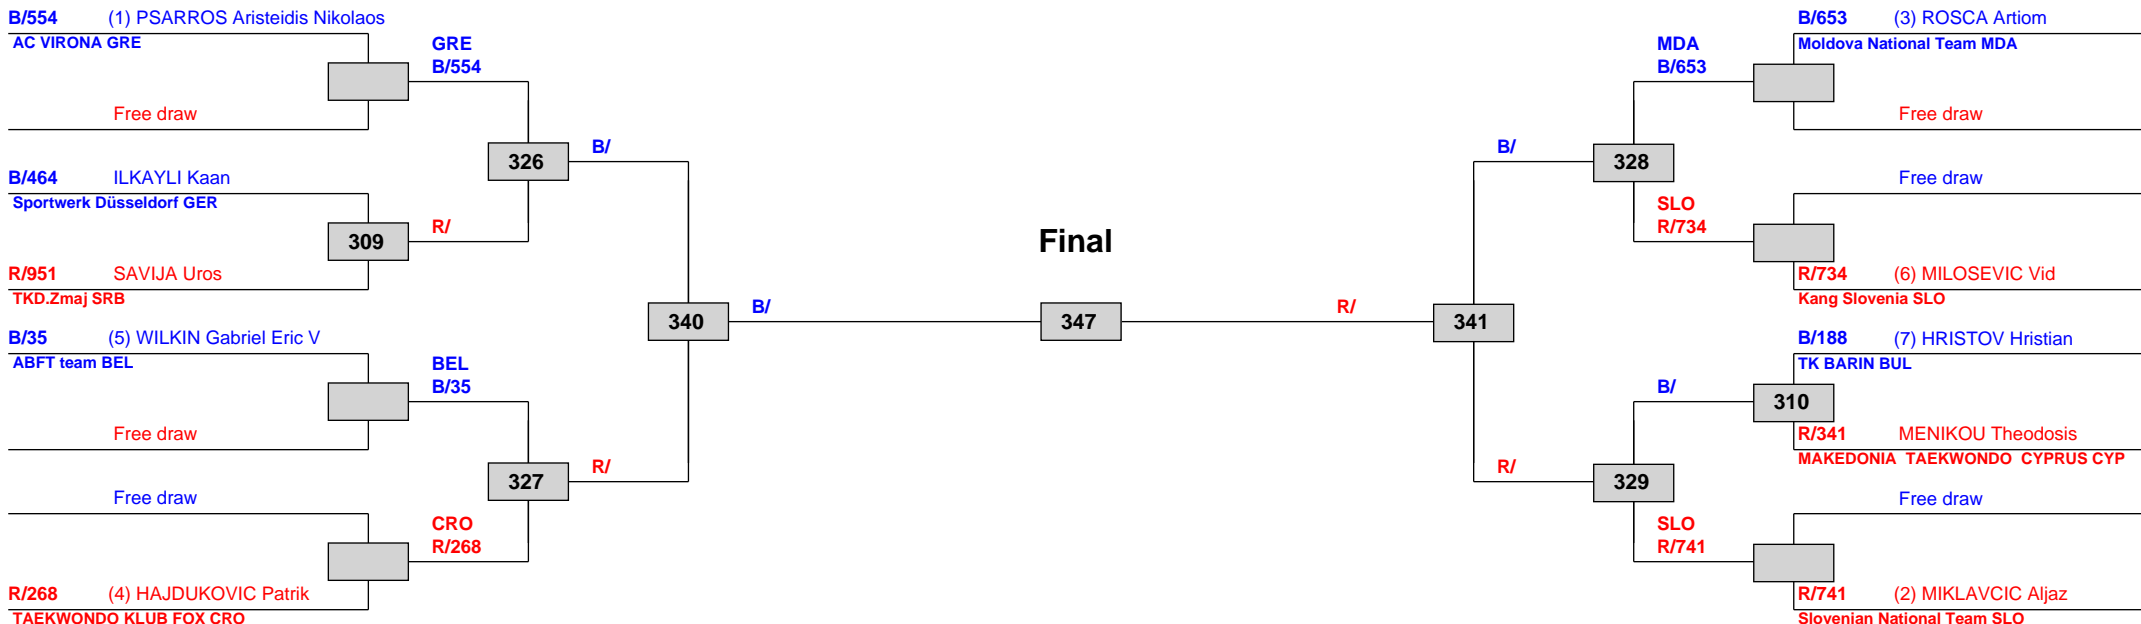 B/554 (1) PSARROS Aristeidis Nikolaos
AC VIRONA GRE
Free draw
B/464 ILKAYLI Kaan
Sportwerk Düsseldorf GER
309
R/951 SAVIJA Uros
TKD.Zmaj SRB
B/35 (5) WILKIN Gabriel Eric V
ABFT team BEL
Free draw
Free draw
R/268 (4) HAJDUKOVIC Patrik
TAEKWONDO KLUB FOX CRO
GRE
B/554
326
R/
BEL
B/35
327
CRO
R/268
B/
340
R/
B/
Final
347
R/
B/
341
R/
MDA
B/653
328
SLO
R/734
B/
329
SLO
R/741
B/653 (3) ROSCA Artiom
Moldova National Team MDA
Free draw
Free draw
R/734 (6) MILOSEVIC Vid
Kang Slovenia SLO
B/188 (7) HRISTOV Hristian
TK BARIN BUL
310
R/341 MENIKOU Theodosis
MAKEDONIA TAEKWONDO CYPRUS CYP
Free draw
R/741 (2) MIKLAVCIC Aljaz
Slovenian National Team SLO